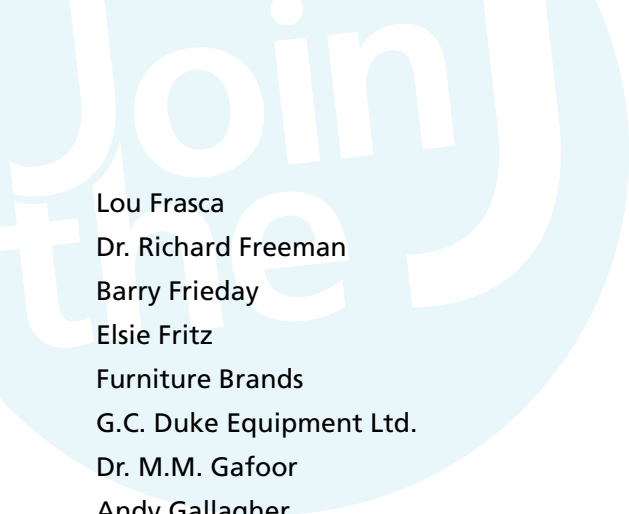 Join
the J
Lou Frasca
Dr. Richard Freeman
Barry Frieday
Elsie Fritz
Furniture Brands
G.C. Duke Equipment Ltd.
Dr. M.M. Gafoor
Andy Gallagher